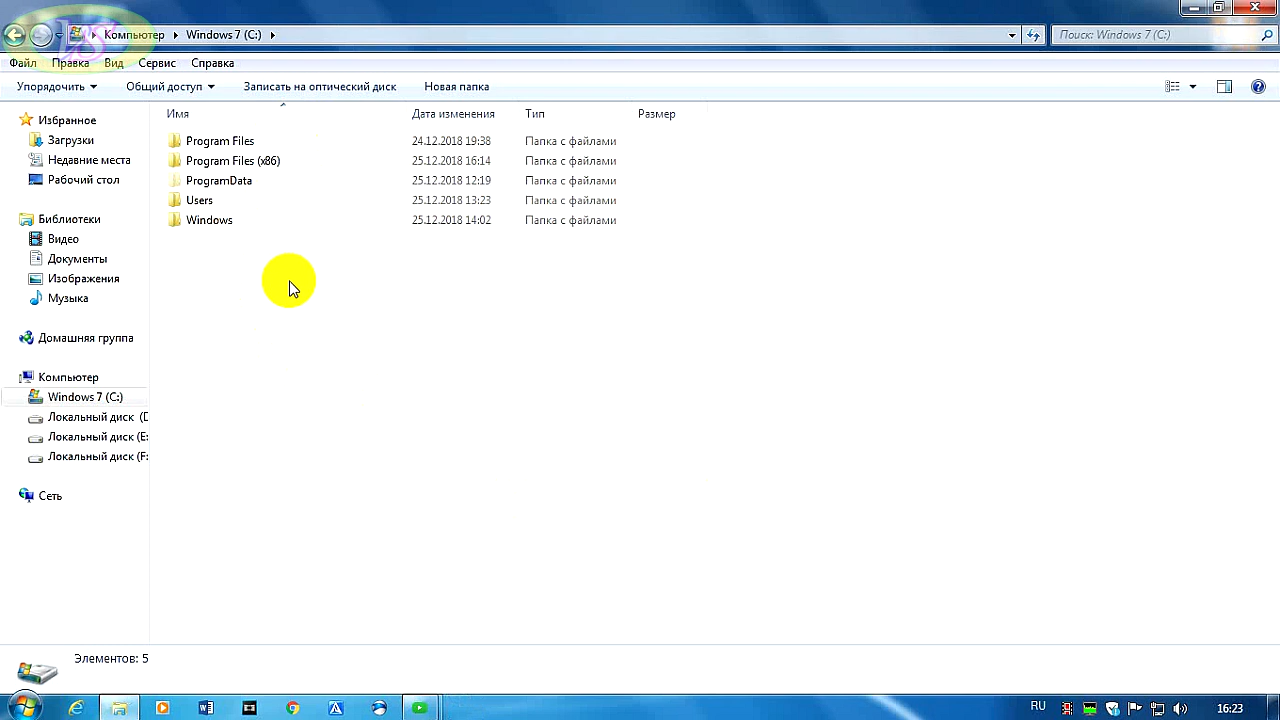 Компьютер Windows 7 (C:) Поиск: Windows 7 (C:)
Файл Правка Вид Сервис Справка
Упорядочить Общий доступ Записать на оптический диск Новая папка
Имя Дата изменения Тип Размер
Program Files 24.12.2018 19:38 Папка с файлами
Program Files (x86) 25.12.2018 16:14 Папка с файлами
ProgramData 25.12.2018 12:19 Папка с файлами
Users 25.12.2018 13:23 Папка с файлами
Windows 25.12.2018 14:02 Папка с файлами
Избранное
Загрузки
Недавние места
Рабочий стол
Библиотеки
Видео
Документы
Изображения
Музыка
Домашняя группа
Компьютер
Windows 7 (C:)
Локальный диск (D
Локальный диск (E:
Локальный диск (F:
Сеть
Элементов: 5
RU 16:23